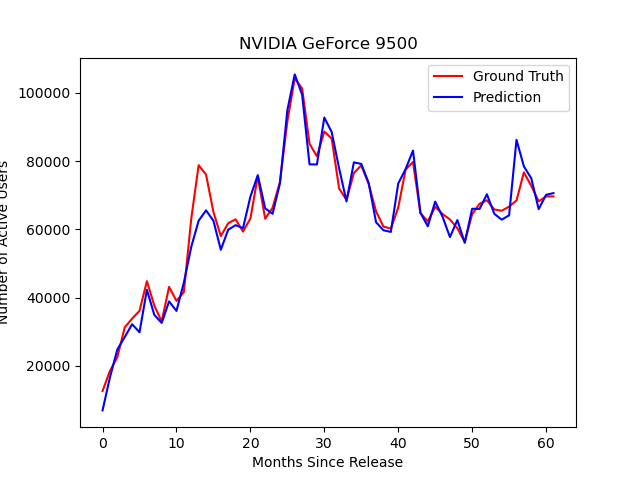 NVIDIA GeForce 9500
Ground Truth
Prediction
Number of Active Users
100000
80000
60000
40000
20000
0
10
20
30
40
50
60
Months Since Release